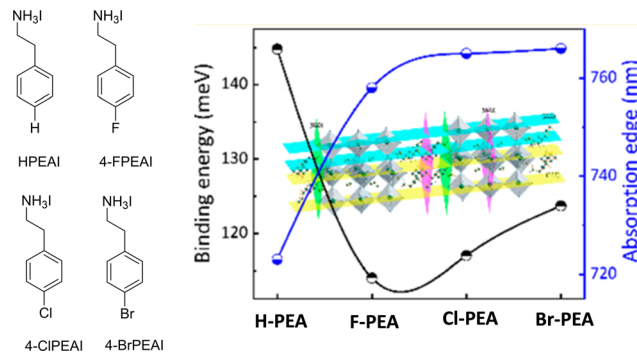 NH3I
NH3I
H
F
HPEAI
4-FPEAI
NH3I
NH3I
Cl
Br
4-ClPEAI
4-BrPEAI
Binding energy (meV)
140
130
120
760
740
720
Absorption edge (nm)
H-PEA
F-PEA
Cl-PEA
Br-PEA